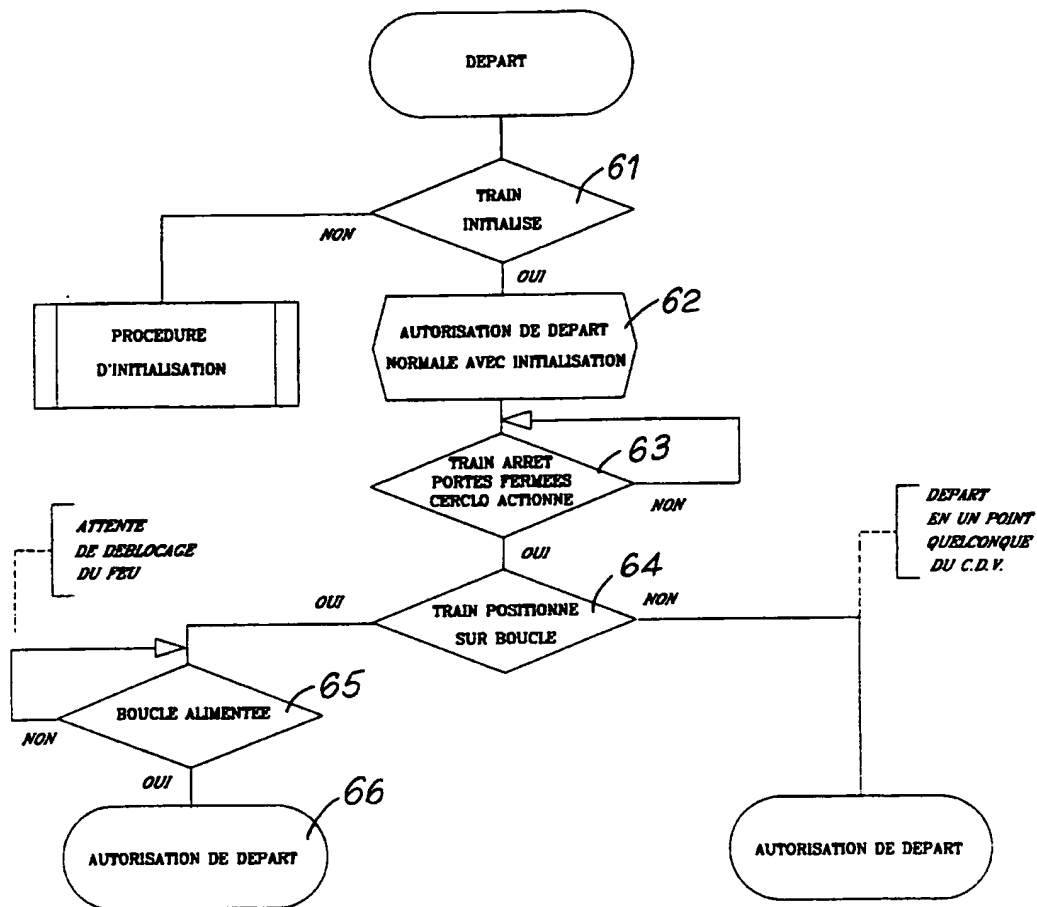 DEPART
61
TRAIN
INITIALISE
NON
OUI
62
PROCEDURE
D'INITIALISATION
AUTORISATION DE DEPART
NORMALE AVEC INITIALISATION
63
TRAIN ARRET
PORTES FERMEES
CERCLO ACTIONNE
NON
OUI
ATTENTE
DE DEBLOCAGE
DU FEU
DEPART
EN UN POINT
QUELCONQUE
DU C.D.V.
64
OUI
NON
TRAIN POSITIONNE
SUR BOUCLE
65
BOUCLE ALIMENTEE
NON
OUI
66
AUTORISATION DE DEPART
AUTORISATION DE DEPART